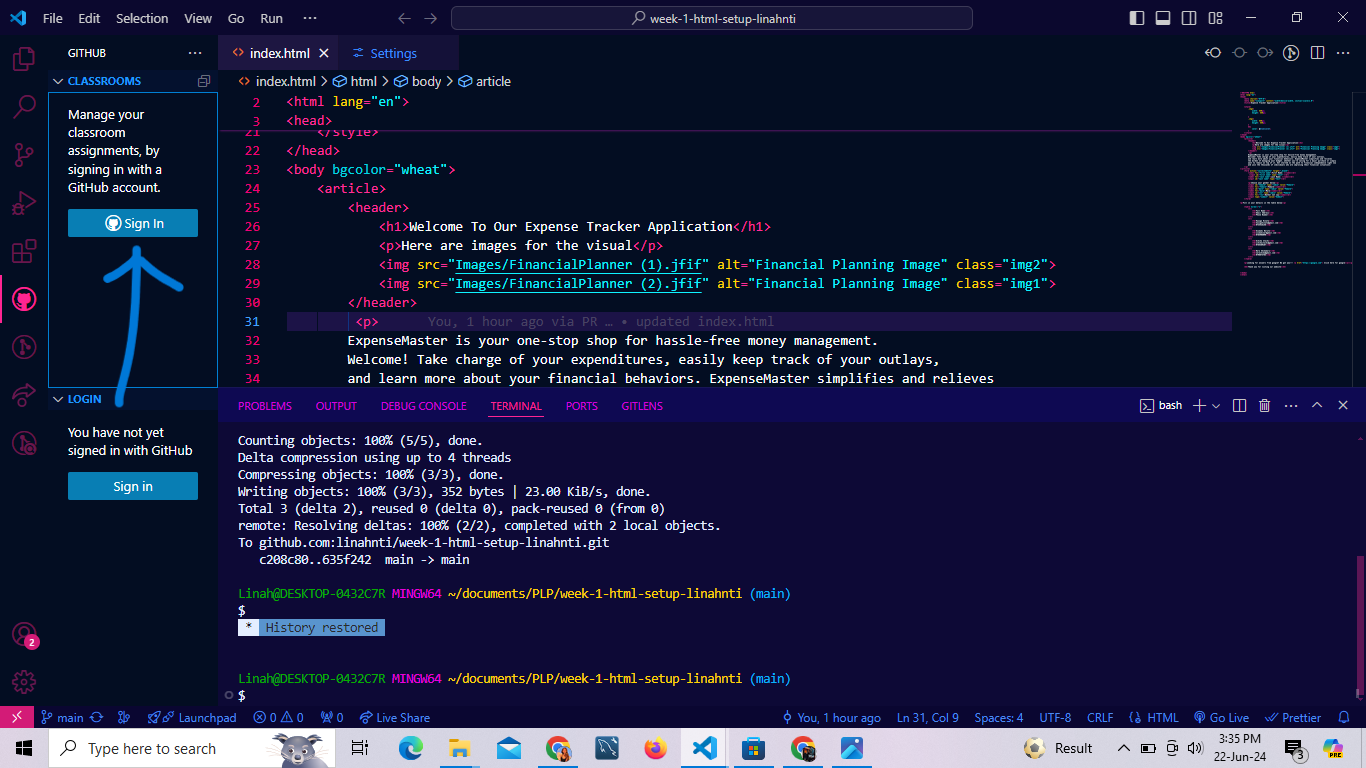 File Edit Selection View Go Run ···
week-1-html-setup-linahnti
GITHUB ···
CLASSROOMS
Manage your
classroom
assignments, by
signing in with a
GitHub account.
Sign In
LOGIN
You have not yet
signed in with GitHub
Sign in
2
index.html Settings
index.html > html > body > article
2 <html lang="en">
3 <head>
21 </style>
22 </head>
23 <body bgcolor="wheat">
24 <article>
25 <header>
26 <h1>Welcome To Our Expense Tracker Application</h1>
27 <p>Here are images for the visual</p>
28 <img src="Images/FinancialPlanner (1).jfif" alt="Financial Planning Image" class="img2">
29 <img src="Images/FinancialPlanner (2).jfif" alt="Financial Planning Image" class="img1">
30 </header>
31 <p> You, 1 hour ago via PR … • updated index.html
32 ExpenseMaster is your one-stop shop for hassle-free money management.
33 Welcome! Take charge of your expenditures, easily keep track of your outlays,
34 and learn more about your financial behaviors. ExpenseMaster simplifies and relieves
PROBLEMS OUTPUT DEBUG CONSOLE TERMINAL PORTS GITLENS bash
Counting objects: 100% (5/5), done.
Delta compression using up to 4 threads
Compressing objects: 100% (3/3), done.
Writing objects: 100% (3/3), 352 bytes | 23.00 KiB/s, done.
Total 3 (delta 2), reused 0 (delta 0), pack-reused 0 (from 0)
remote: Resolving deltas: 100% (2/2), completed with 2 local objects.
To github.com:linahnti/week-1-html-setup-linahnti.git
c208c80..635f242 main -> main
Linah@DESKTOP-0432C7R MINGW64 ~/documents/PLP/week-1-html-setup-linahnti (main)
$
* History restored
Linah@DESKTOP-0432C7R MINGW64 ~/documents/PLP/week-1-html-setup-linahnti (main)
$
main Launchpad 0 0 0 Live Share You, 1 hour ago Ln 31, Col 9 Spaces: 4 UTF-8 CRLF HTML Go Live Prettier
Type here to search
Result
3:35 PM
22-Jun-24
3
PRE